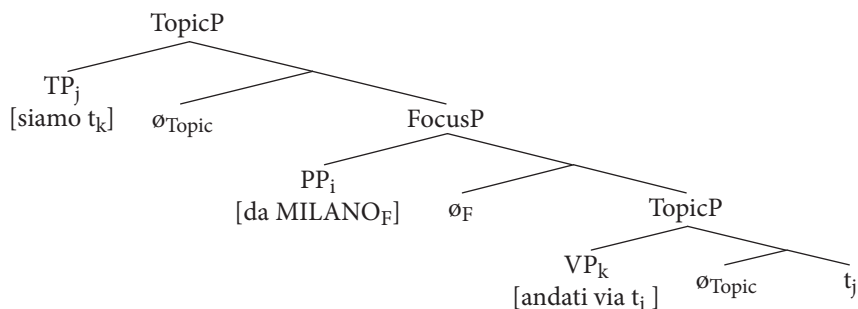 TopicP
TPj
[siamo tk]
øTopic
FocusP
PPi
[da MILANOF]
øF
TopicP
VPk
[andati via ti ]
øTopic
tj